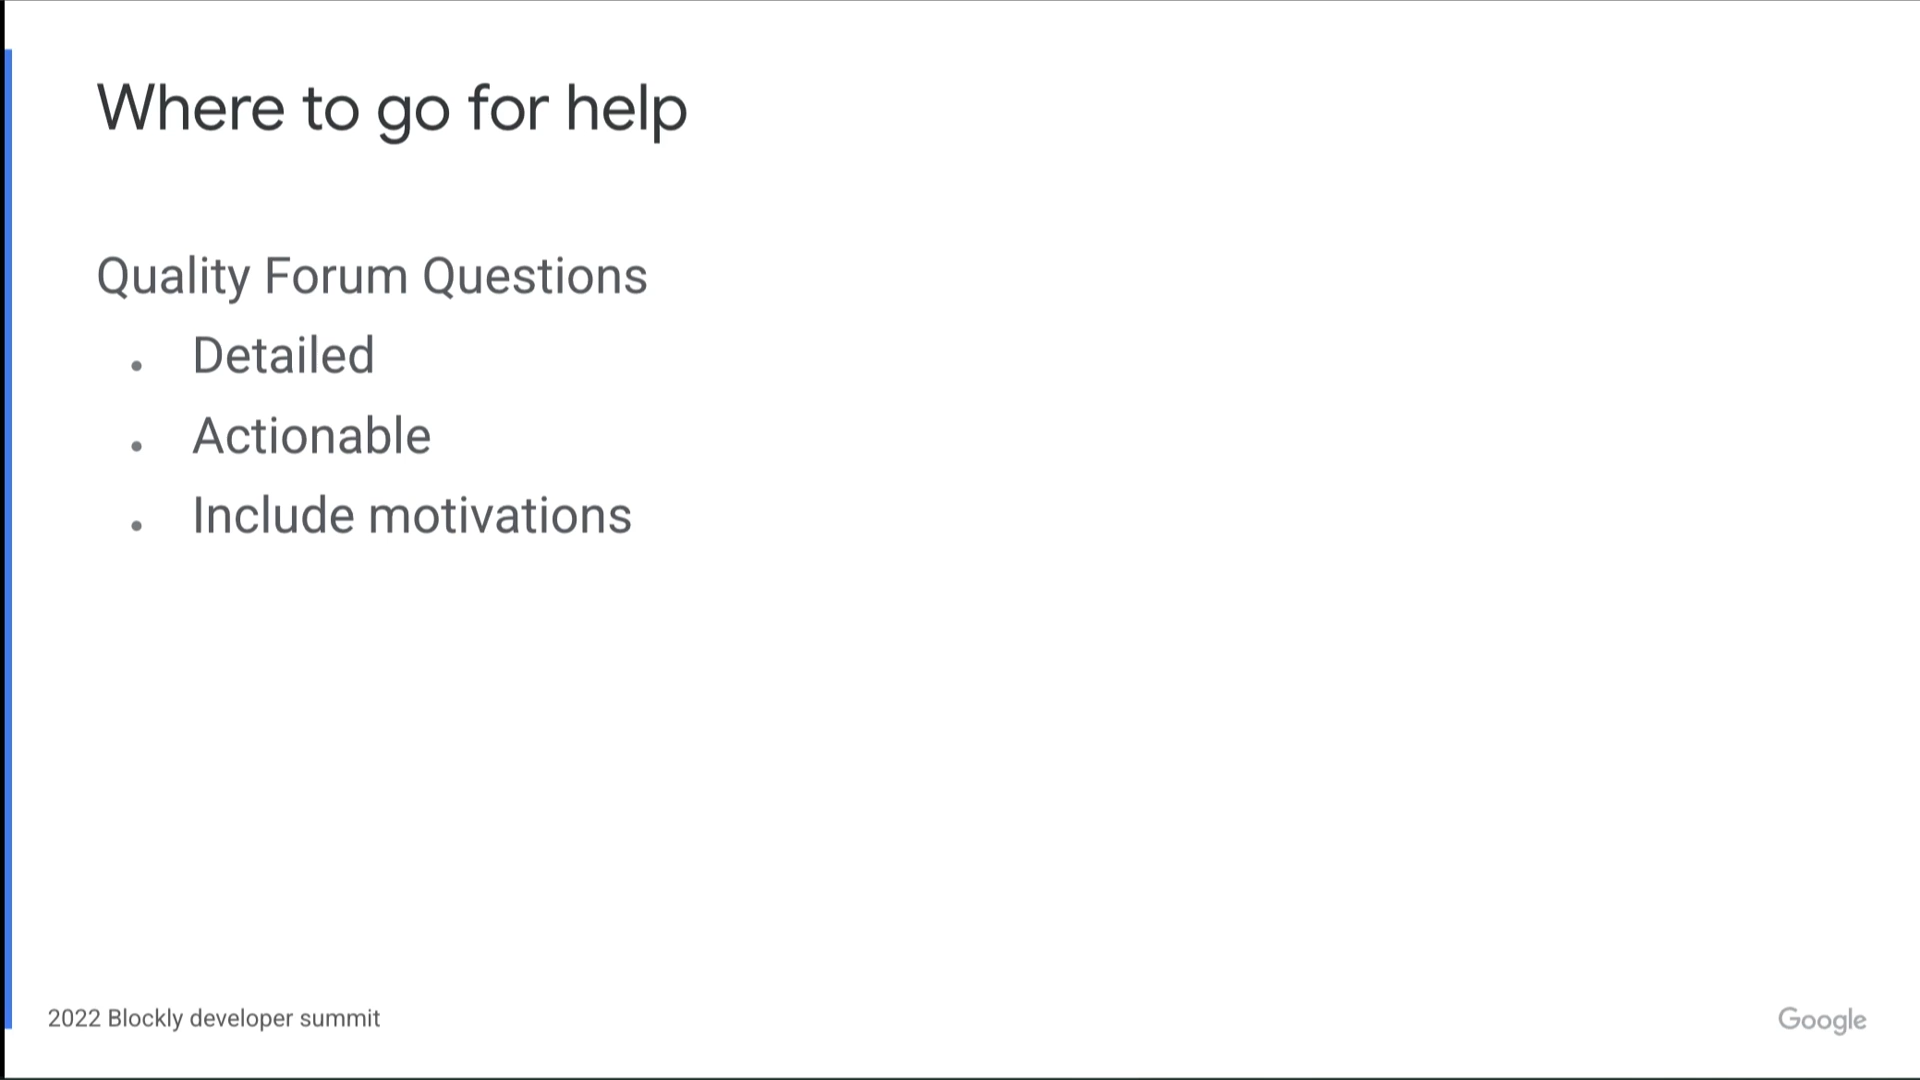 Where to go for help
Quality Forum Questions
• Detailed
• Actionable
• Include motivations
2022 Blockly developer summit
Google